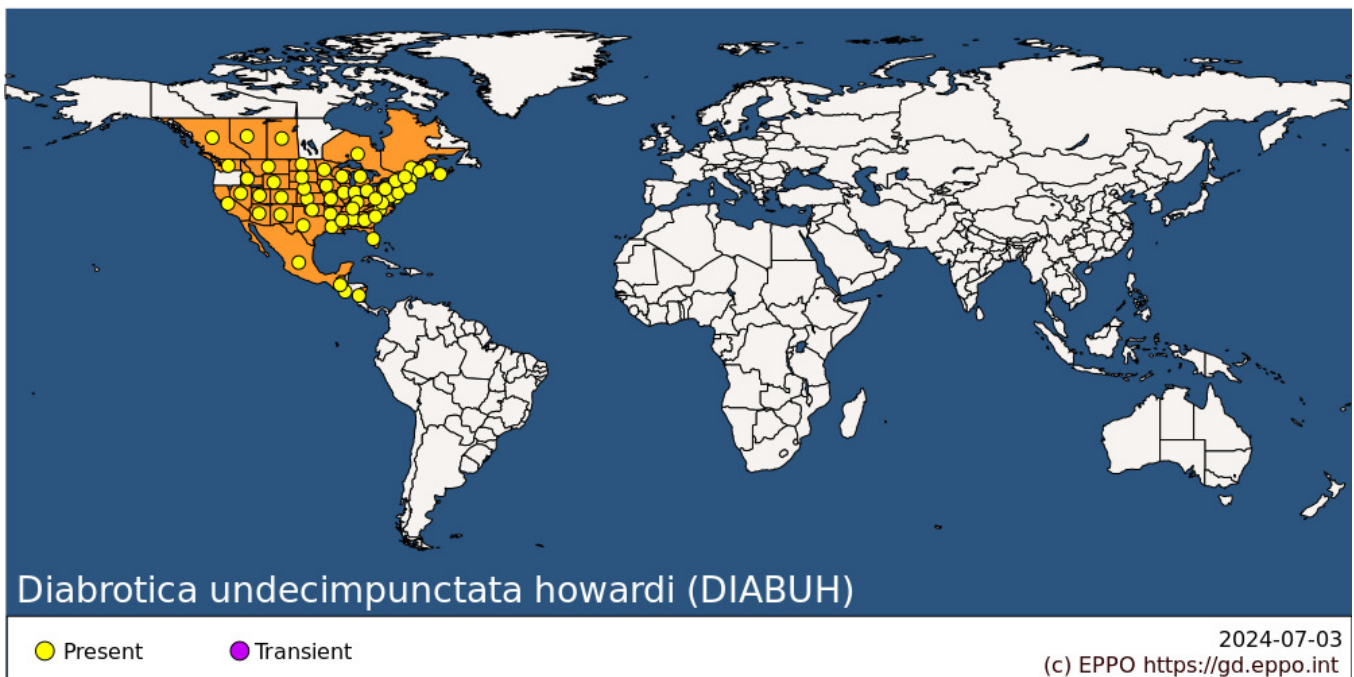 Diabrotica undecimpunctata howardi (DIABUH)
Present
Transient
2024-07-03
(c) EPPO https://gd.eppo.int